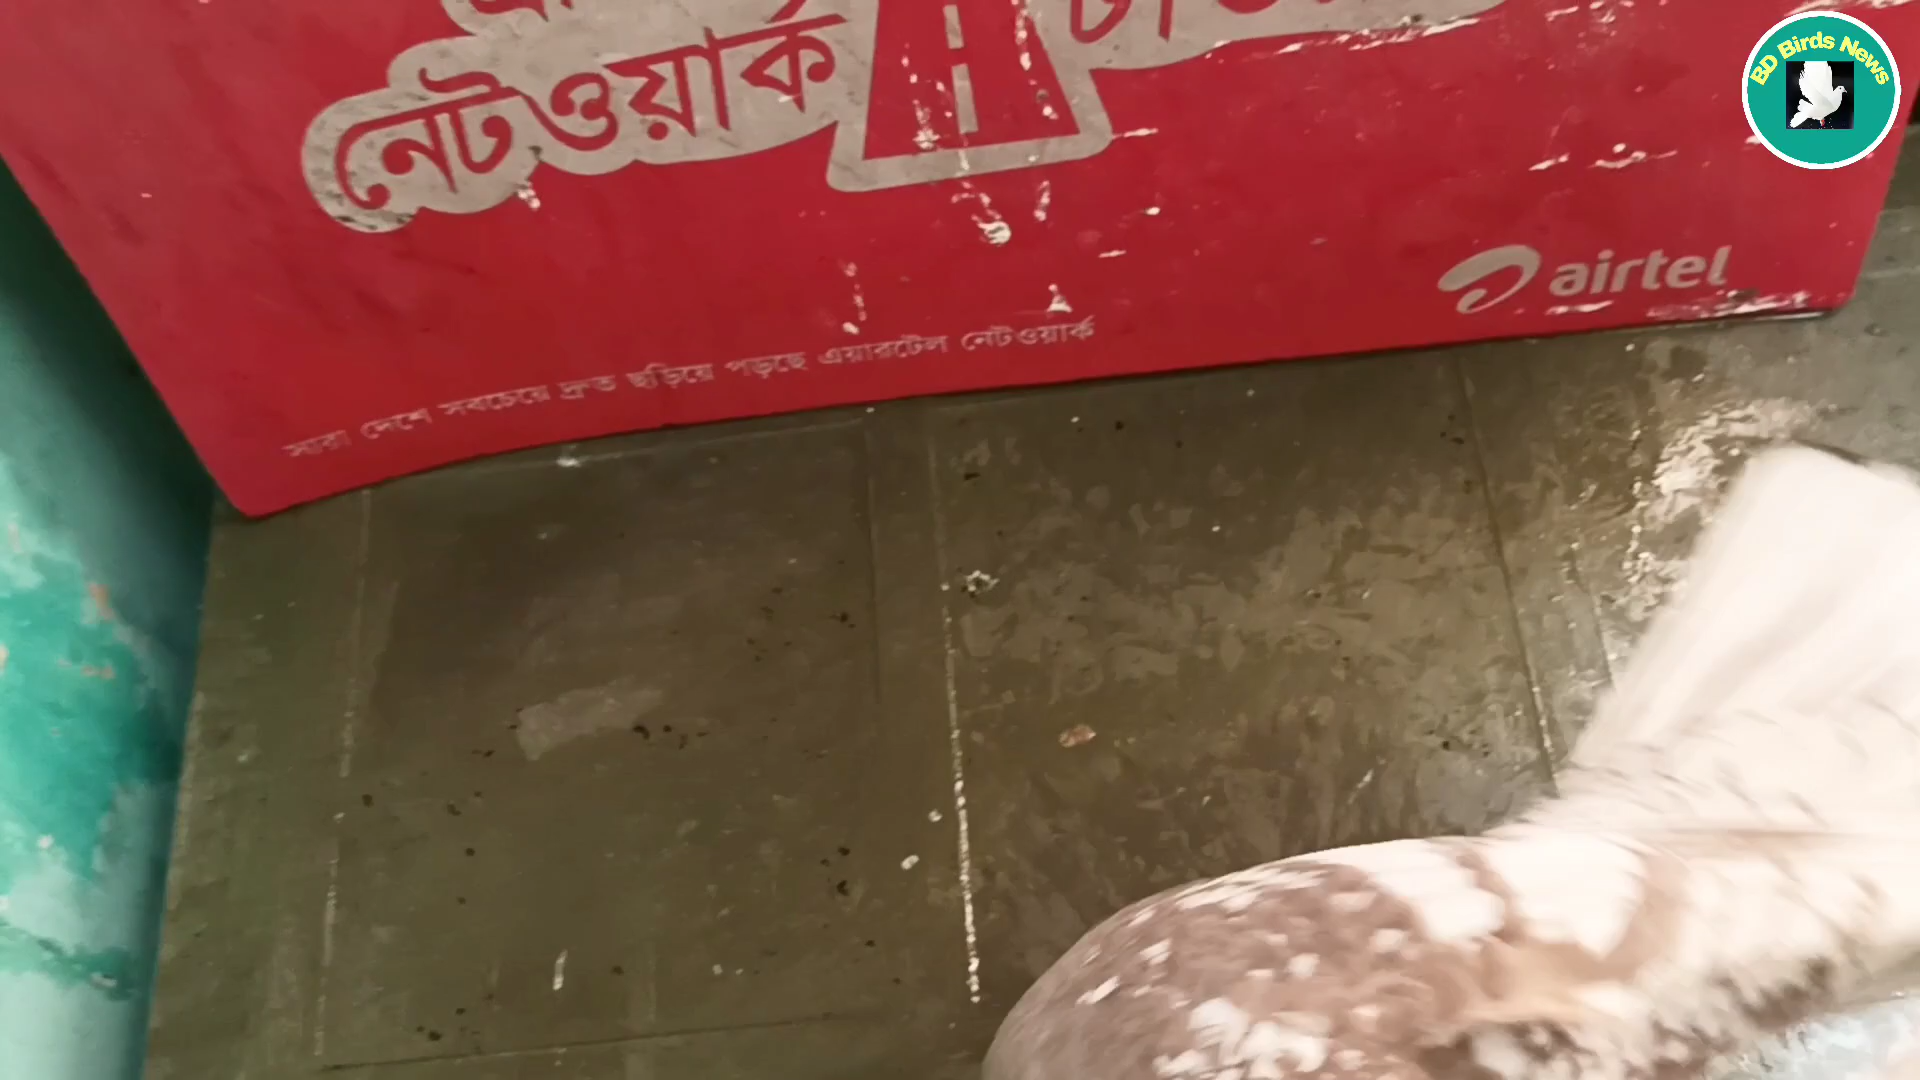 নেটওয়ার্ক
airtel
সারা দেশে সবচেয়ে দ্রুত ছড়িয়ে পড়ছে এয়ারটেল নেটওয়ার্ক
BD Birds News